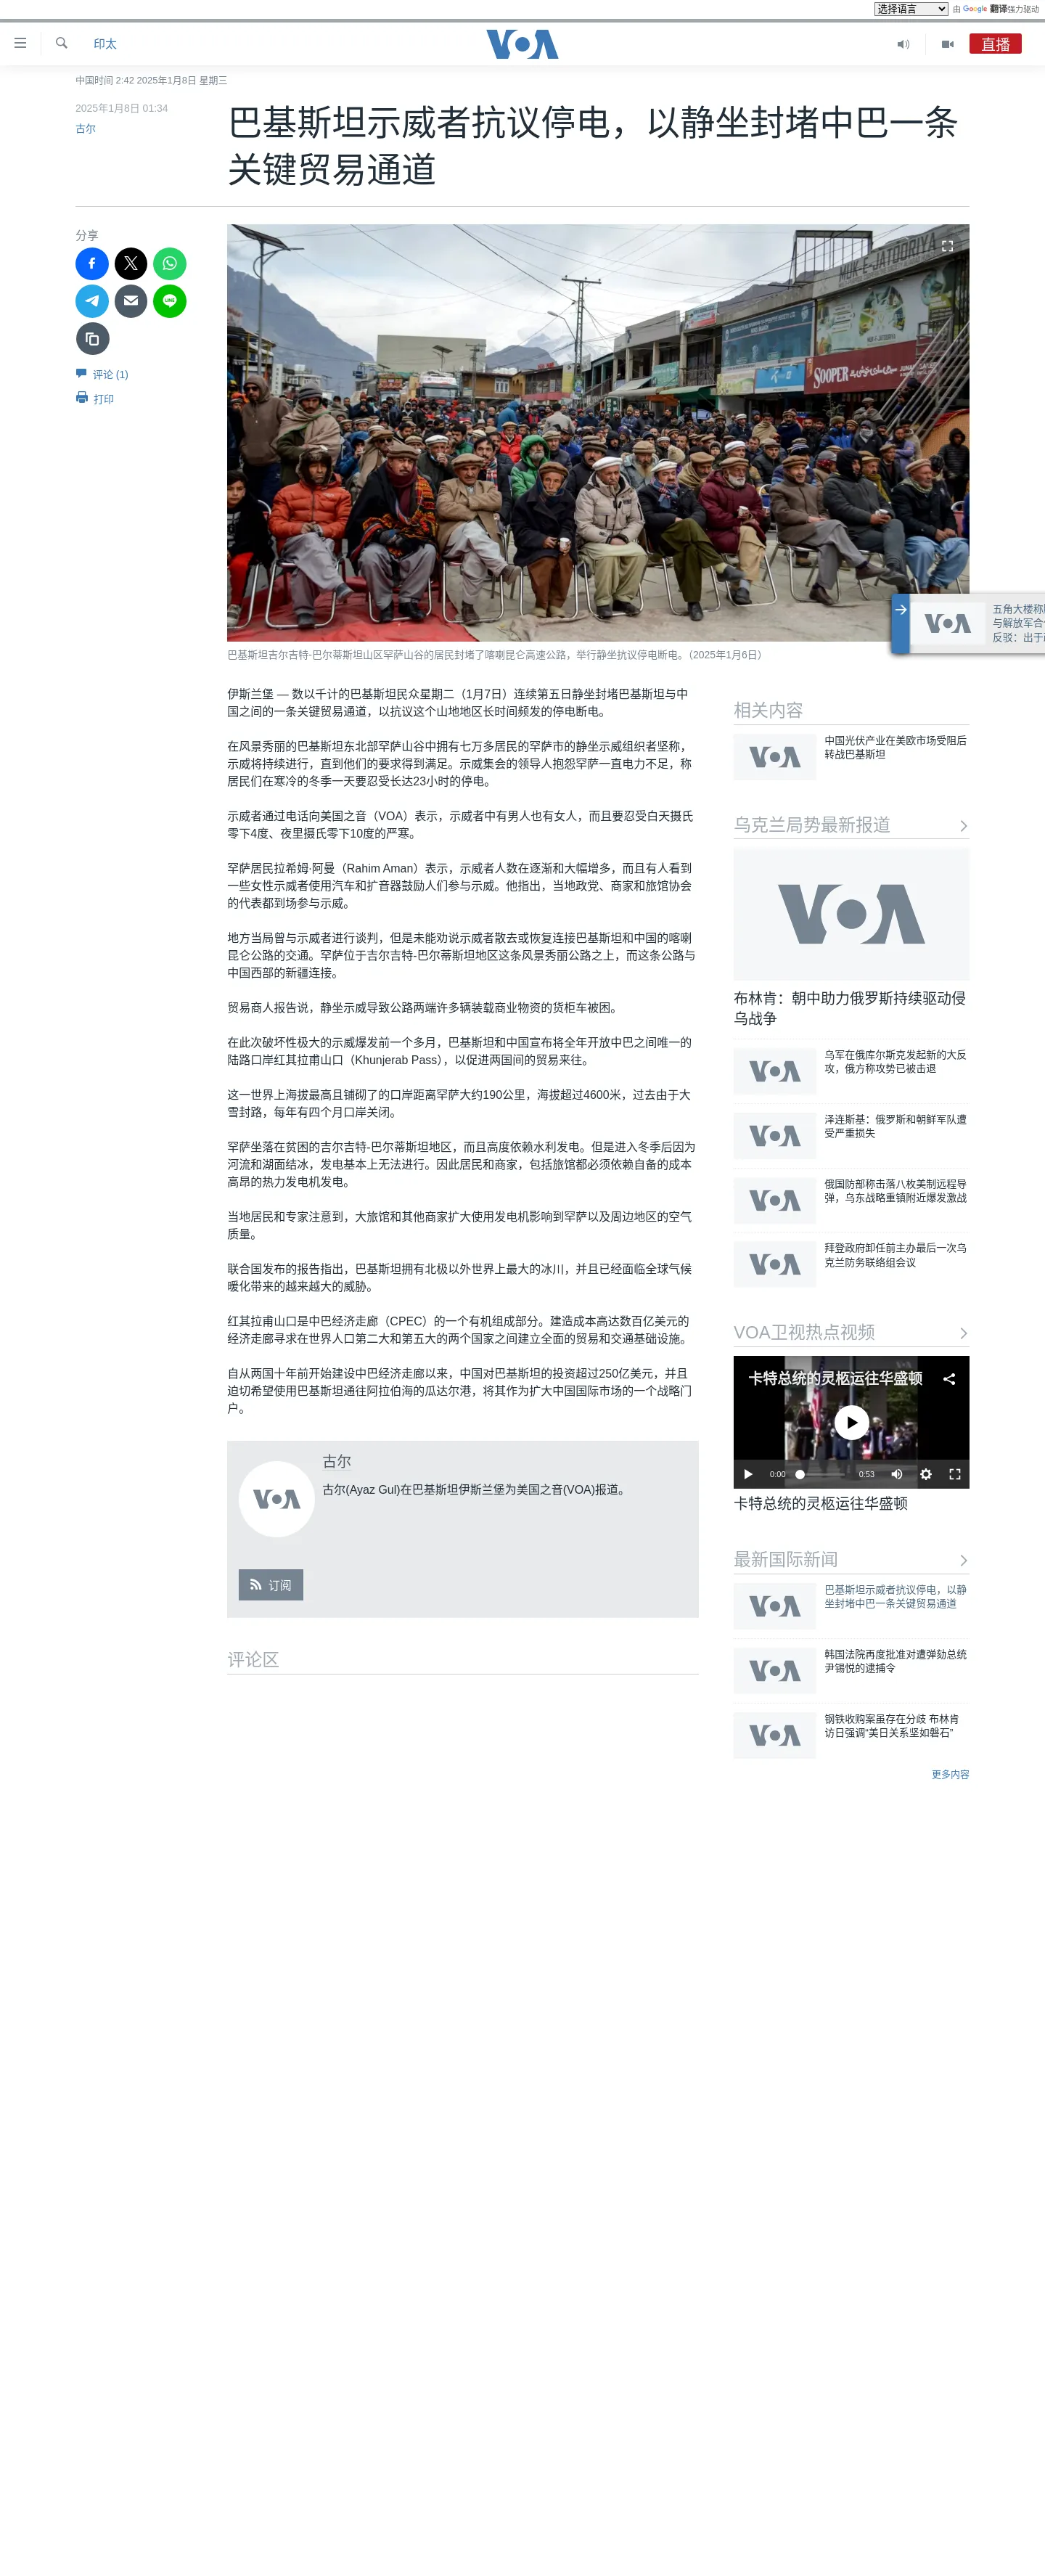 选择语言 由 Google 翻译强力驱动
印太
VOA
直播
中国时间 2:42 2025年1月8日 星期三
2025年1月8日 01:34
古尔
巴基斯坦示威者抗议停电，以静坐封堵中巴一条
关键贸易通道
分享
评论 (1)
打印
SOOPER
巴基斯坦吉尔吉特-巴尔蒂斯坦山区罕萨山谷的居民封堵了喀喇昆仑高速公路，举行静坐抗议停电断电。（2025年1月6日）
VOA
五角大楼称
与解放军合
反驳：出于
伊斯兰堡 — 数以千计的巴基斯坦民众星期二（1月7日）连续第五日静坐封堵巴基斯坦与中
国之间的一条关键贸易通道，以抗议这个山地地区长时间频发的停电断电。
在风景秀丽的巴基斯坦东北部罕萨山谷中拥有七万多居民的罕萨市的静坐示威组织者坚称，
示威将持续进行，直到他们的要求得到满足。示威集会的领导人抱怨罕萨一直电力不足，称
居民们在寒冷的冬季一天要忍受长达23小时的停电。
示威者通过电话向美国之音（VOA）表示，示威者中有男人也有女人，而且要忍受白天摄氏
零下4度、夜里摄氏零下10度的严寒。
罕萨居民拉希姆·阿曼（Rahim Aman）表示，示威者人数在逐渐和大幅增多，而且有人看到
一些女性示威者使用汽车和扩音器鼓励人们参与示威。他指出，当地政党、商家和旅馆协会
的代表都到场参与示威。
地方当局曾与示威者进行谈判，但是未能劝说示威者散去或恢复连接巴基斯坦和中国的喀喇
昆仑公路的交通。罕萨位于吉尔吉特-巴尔蒂斯坦地区这条风景秀丽公路之上，而这条公路与
中国西部的新疆连接。
贸易商人报告说，静坐示威导致公路两端许多辆装载商业物资的货柜车被困。
在此次破坏性极大的示威爆发前一个多月，巴基斯坦和中国宣布将全年开放中巴之间唯一的
陆路口岸红其拉甫山口（Khunjerab Pass），以促进两国间的贸易来往。
这一世界上海拔最高且铺砌了的口岸距离罕萨大约190公里，海拔超过4600米，过去由于大
雪封路，每年有四个月口岸关闭。
罕萨坐落在贫困的吉尔吉特-巴尔蒂斯坦地区，而且高度依赖水利发电。但是进入冬季后因为
河流和湖面结冰，发电基本上无法进行。因此居民和商家，包括旅馆都必须依赖自备的成本
高昂的热力发电机发电。
当地居民和专家注意到，大旅馆和其他商家扩大使用发电机影响到罕萨以及周边地区的空气
质量。
联合国发布的报告指出，巴基斯坦拥有北极以外世界上最大的冰川，并且已经面临全球气候
暖化带来的越来越大的威胁。
红其拉甫山口是中巴经济走廊（CPEC）的一个有机组成部分。建造成本高达数百亿美元的
经济走廊寻求在世界人口第二大和第五大的两个国家之间建立全面的贸易和交通基础设施。
自从两国十年前开始建设中巴经济走廊以来，中国对巴基斯坦的投资超过250亿美元，并且
迫切希望使用巴基斯坦通往阿拉伯海的瓜达尔港，将其作为扩大中国国际市场的一个战略门
户。
VOA
古尔
古尔(Ayaz Gul)在巴基斯坦伊斯兰堡为美国之音(VOA)报道。
订阅
评论区
相关内容
VOA
中国光伏产业在美欧市场受阻后
转战巴基斯坦
乌克兰局势最新报道
VOA
布林肯：朝中助力俄罗斯持续驱动侵
乌战争
VOA
乌军在俄库尔斯克发起新的大反
攻，俄方称攻势已被击退
VOA
泽连斯基：俄罗斯和朝鲜军队遭
受严重损失
VOA
俄国防部称击落八枚美制远程导
弹，乌东战略重镇附近爆发激战
VOA
拜登政府卸任前主办最后一次乌
克兰防务联络组会议
VOA卫视热点视频
卡特总统的灵柩运往华盛顿
0:00 0:53
卡特总统的灵柩运往华盛顿
最新国际新闻
VOA
巴基斯坦示威者抗议停电，以静
坐封堵中巴一条关键贸易通道
VOA
韩国法院再度批准对遭弹劾总统
尹锡悦的逮捕令
VOA
钢铁收购案虽存在分歧 布林肯
访日强调“美日关系坚如磐石”
更多内容